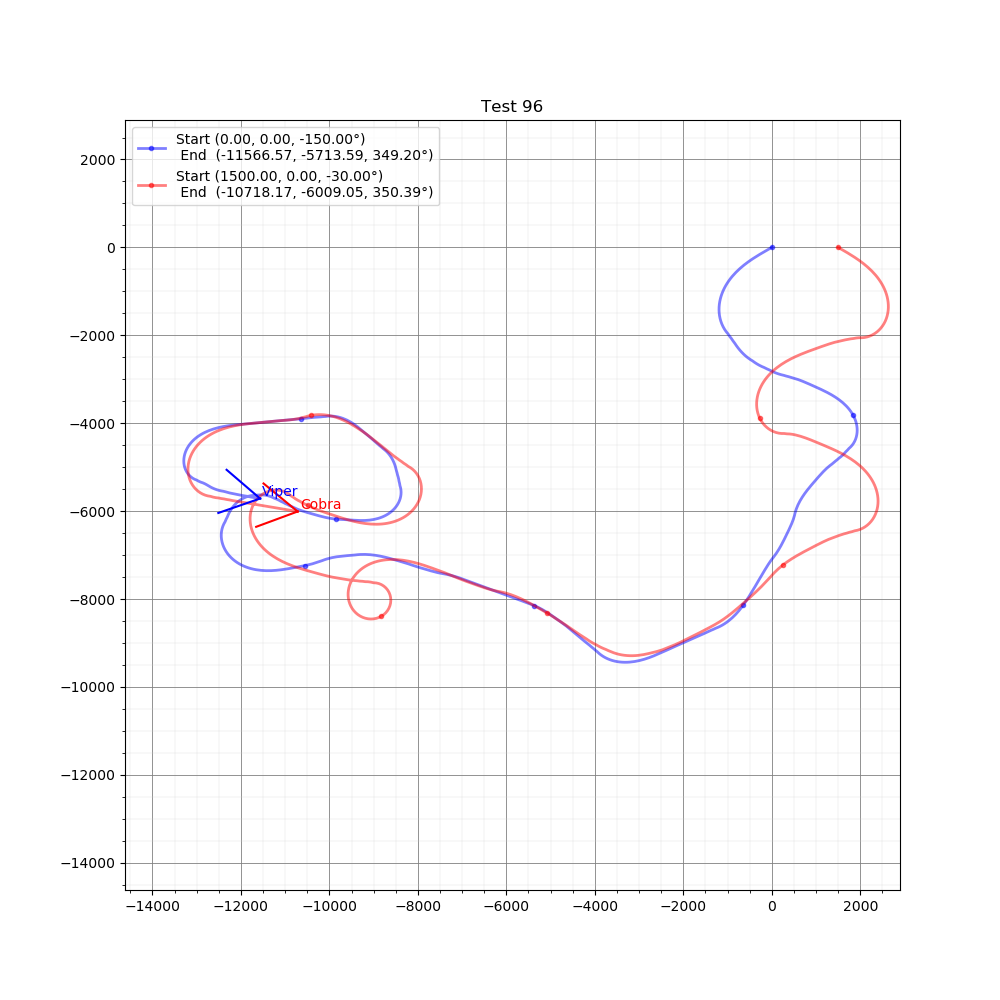 Test 96
Start (0.00, 0.00, -150.00°)
End  (-11566.57, -5713.59, 349.20°)
Start (1500.00, 0.00, -30.00°)
End  (-10718.17, -6009.05, 350.39°)
2000
0
−2000
−4000
−6000
−8000
−10000
−12000
−14000
Viper
Cobra
−14000 −12000 −10000 −8000 −6000 −4000 −2000 0 2000